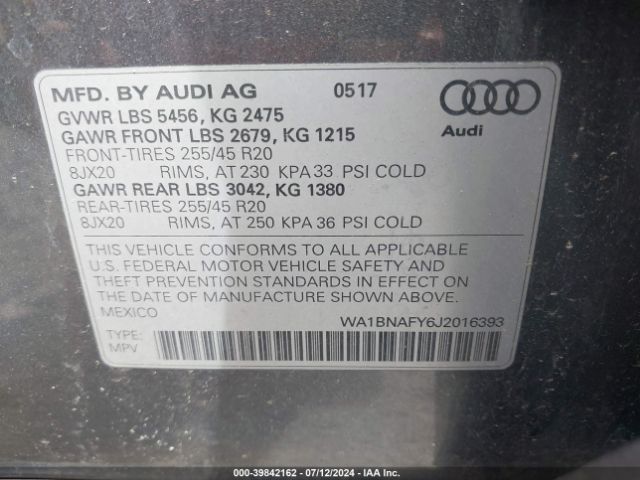 MFD. BY AUDI AG 0517
GVWR LBS 5456, KG 2475
GAWR FRONT LBS 2679, KG 1215
FRONT-TIRES 255/45 R20
8JX20 RIMS, AT 230 KPA 33 PSI COLD
GAWR REAR LBS 3042, KG 1380
REAR-TIRES 255/45 R20
8JX20 RIMS, AT 250 KPA 36 PSI COLD
Audi
THIS VEHICLE CONFORMS TO ALL APPLICABLE
U.S. FEDERAL MOTOR VEHICLE SAFETY AND
THEFT PREVENTION STANDARDS IN EFFECT ON
THE DATE OF MANUFACTURE SHOWN ABOVE.
MEXICO
WA1BNAFY6J2016393
TYPE:
MPV
000-39842162 - 07/12/2024 - IAA Inc.